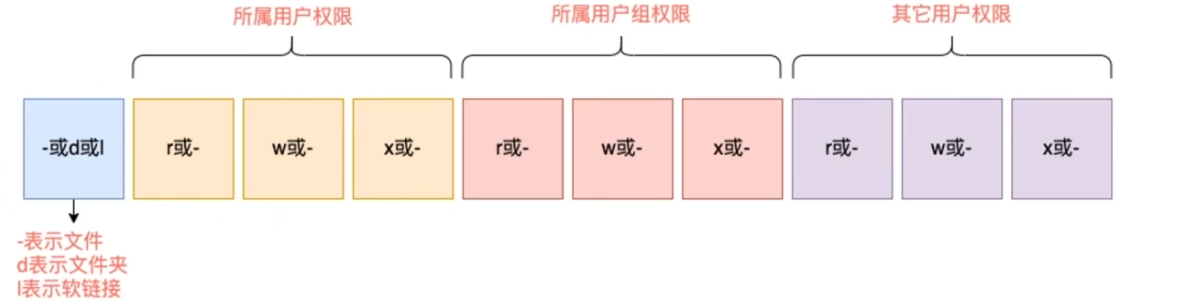 所属用户权限
所属用户组权限
其它用户权限
-或d或l
r或-
w或-
x或-
r或-
w或-
x或-
r或-
w或-
x或-
-表示文件
d表示文件夹
l表示软链接